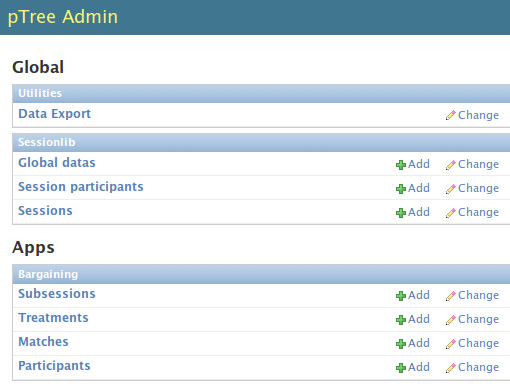 pTree Admin
Global
Utilities
Data Export Change
Sessionlib
Global datas Add Change
Session participants Add Change
Sessions Add Change
Apps
Bargaining
Subsessions Add Change
Treatments Add Change
Matches Add Change
Participants Add Change